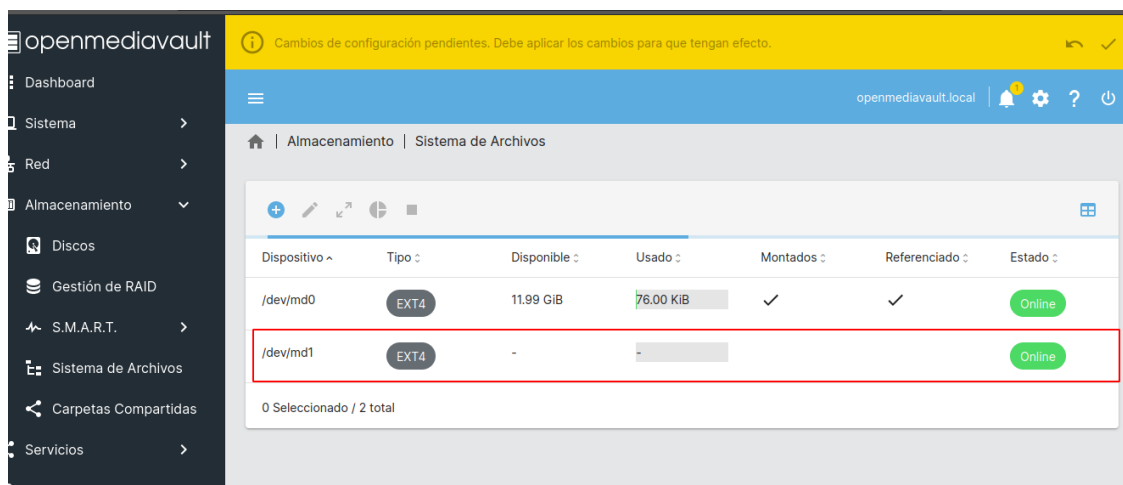 openmediavault
Cambios de configuración pendientes. Debe aplicar los cambios para que tengan efecto.
Dashboard
openmediavault.local
1
?
Sistema
Almacenamiento | Sistema de Archivos
Red
Almacenamiento
Discos
Gestión de RAID
S.M.A.R.T.
Sistema de Archivos
Carpetas Compartidas
Servicios
Dispositivo Tipo Disponible Usado Montados Referenciado Estado
/dev/md0 EXT4 11.99 GiB 76.00 KiB Online
/dev/md1 EXT4 - - Online
0 Seleccionado / 2 total